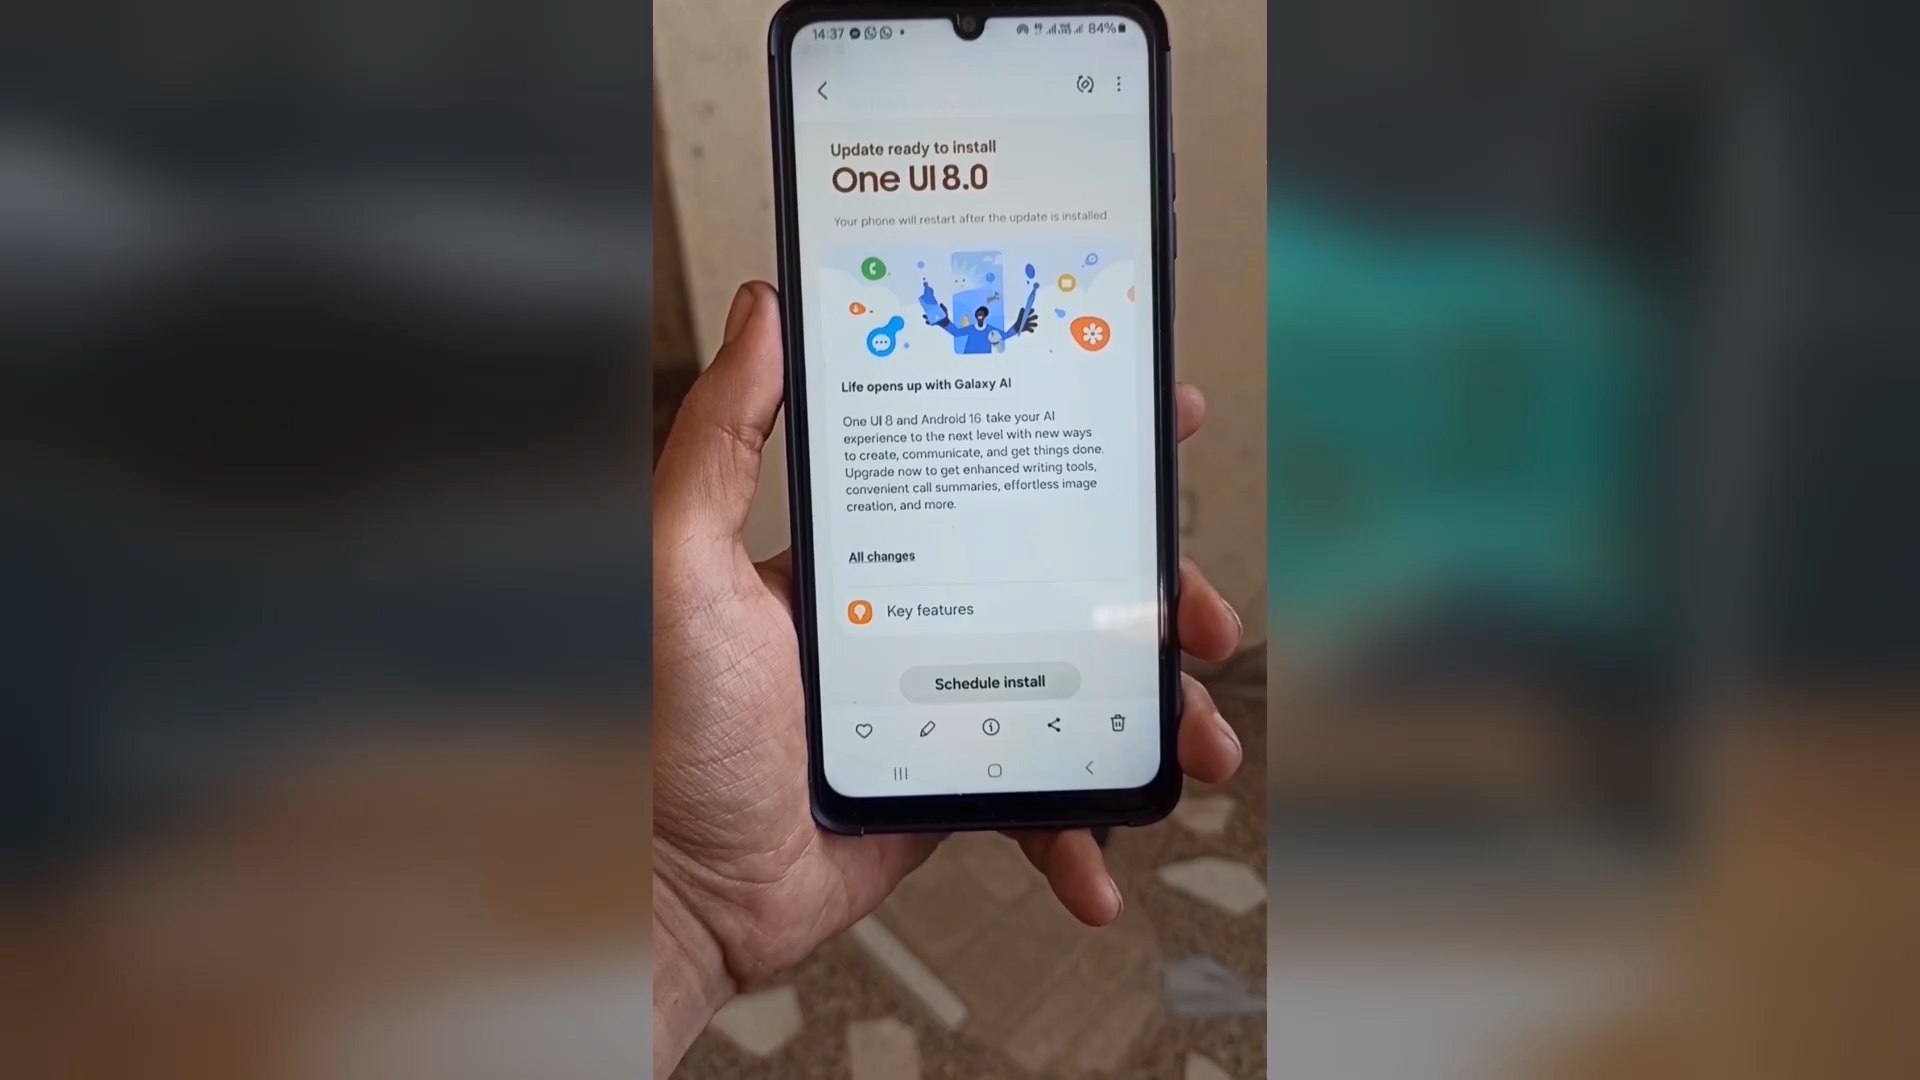 14:37
84%
Update ready to install
One UI 8.0
Your phone will restart after the update is installed.
Life opens up with Galaxy AI
One UI 8 and Android 16 take your AI
experience to the next level with new ways
to create, communicate, and get things done.
Upgrade now to get enhanced writing tools,
convenient call summaries, effortless image
creation, and more.
All changes
Key features
Schedule install